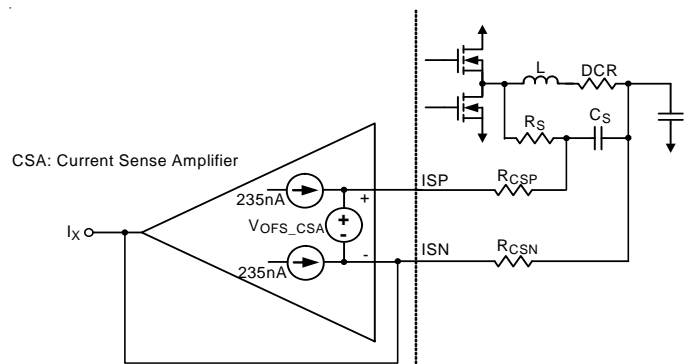 L
DCR
RS
CS
CSA: Current Sense Amplifier
ISP
RCSP
235nA
+
+
VOFS_CSA
-
IX
ISN
RCSN
235nA
-